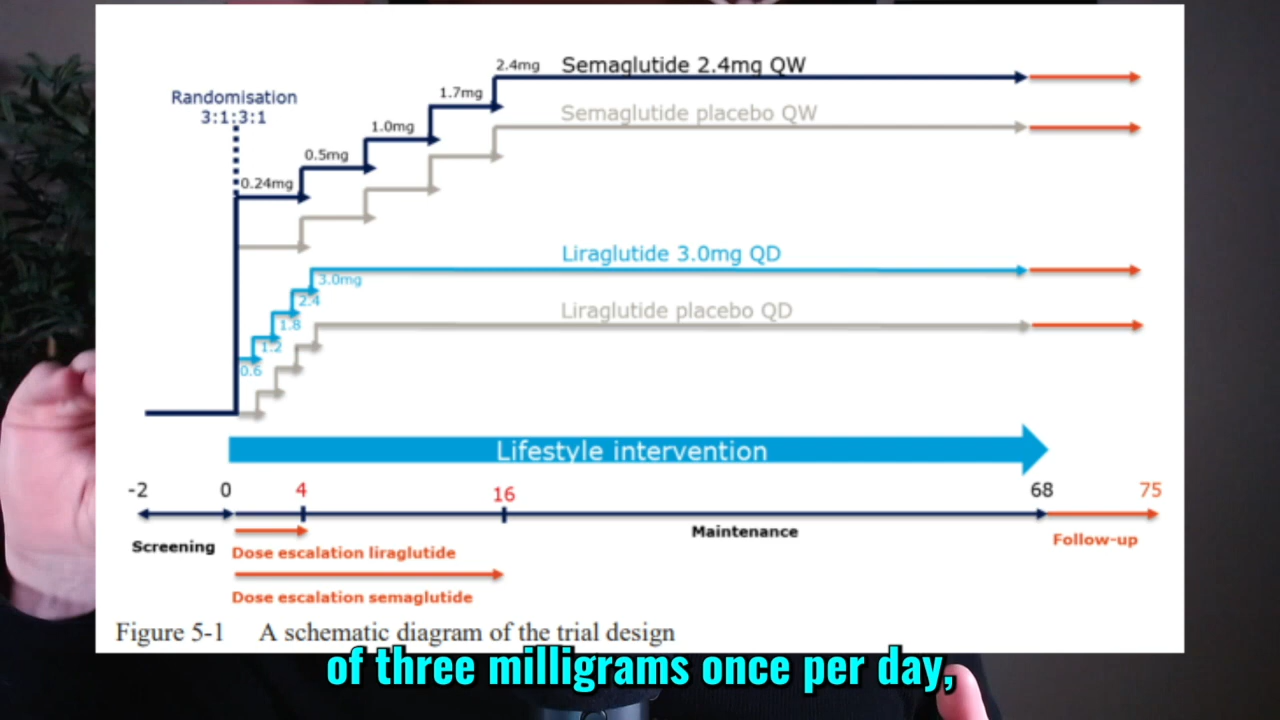 2.4mg
Semaglutide 2.4mg QW
1.7mg
Randomisation
3:1:3:1
Semaglutide placebo QW
1.0mg
0.5mg
0.24mg
Liraglutide 3.0mg QD
3.0mg
2.4
Liraglutide placebo QD
1.8
1.2
0.6
Lifestyle intervention
-2 0 4 16 68 75
Maintenance
Screening
Follow-up
Dose escalation liraglutide
Dose escalation semaglutide
Figure 5-1 A schematic diagram of the trial design
of three milligrams once per day,